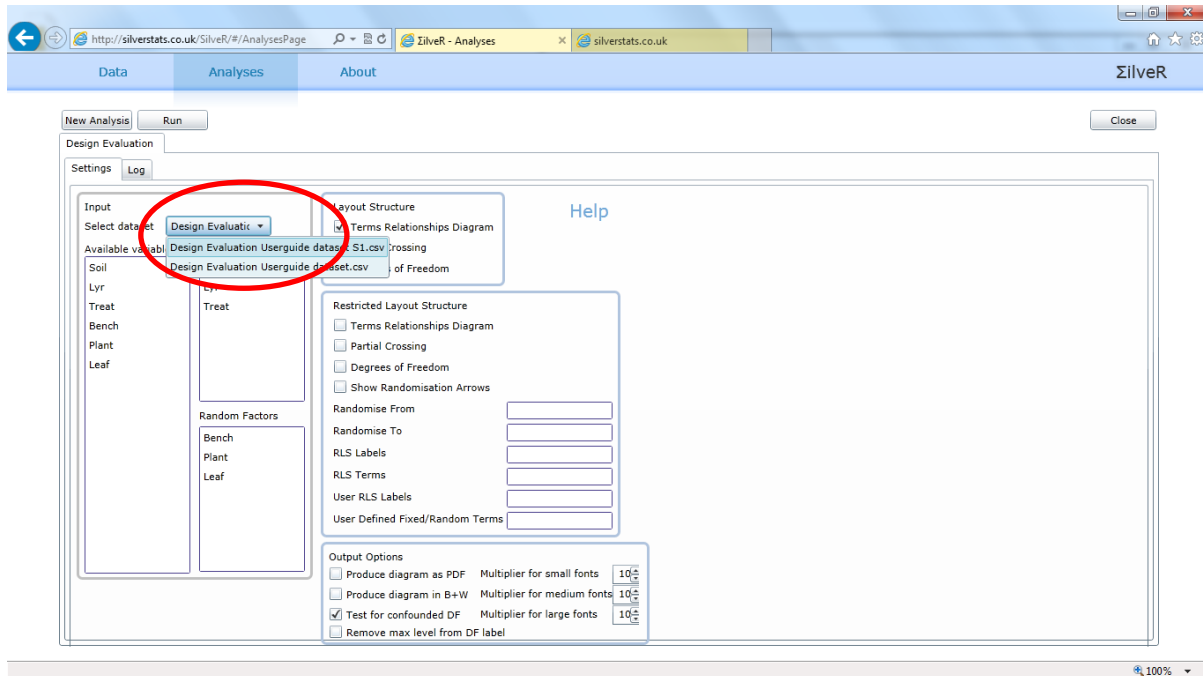 http://silverstats.co.uk/SilveR/#/AnalysesPage
ΣilveR - Analyses
silverstats.co.uk
Data
Analyses
About
ΣilveR
New Analysis
Run
Close
Design Evaluation
Settings
Log
Input
Select dataset
Design Evaluatic
Design Evaluation Userguide dataset S1.csv
Design Evaluation Userguide dataset.csv
Available variabl
Soil
Lyr
Treat
Bench
Plant
Leaf
Lyr
Treat
Random Factors
Bench
Plant
Leaf
Layout Structure
Terms Relationships Diagram
Crossing
of Freedom
Help
Restricted Layout Structure
Terms Relationships Diagram
Partial Crossing
Degrees of Freedom
Show Randomisation Arrows
Randomise From
Randomise To
RLS Labels
RLS Terms
User RLS Labels
User Defined Fixed/Random Terms
Output Options
Produce diagram as PDF Multiplier for small fonts 10
Produce diagram in B+W Multiplier for medium fonts 10
Test for confounded DF Multiplier for large fonts 10
Remove max level from DF label
100%